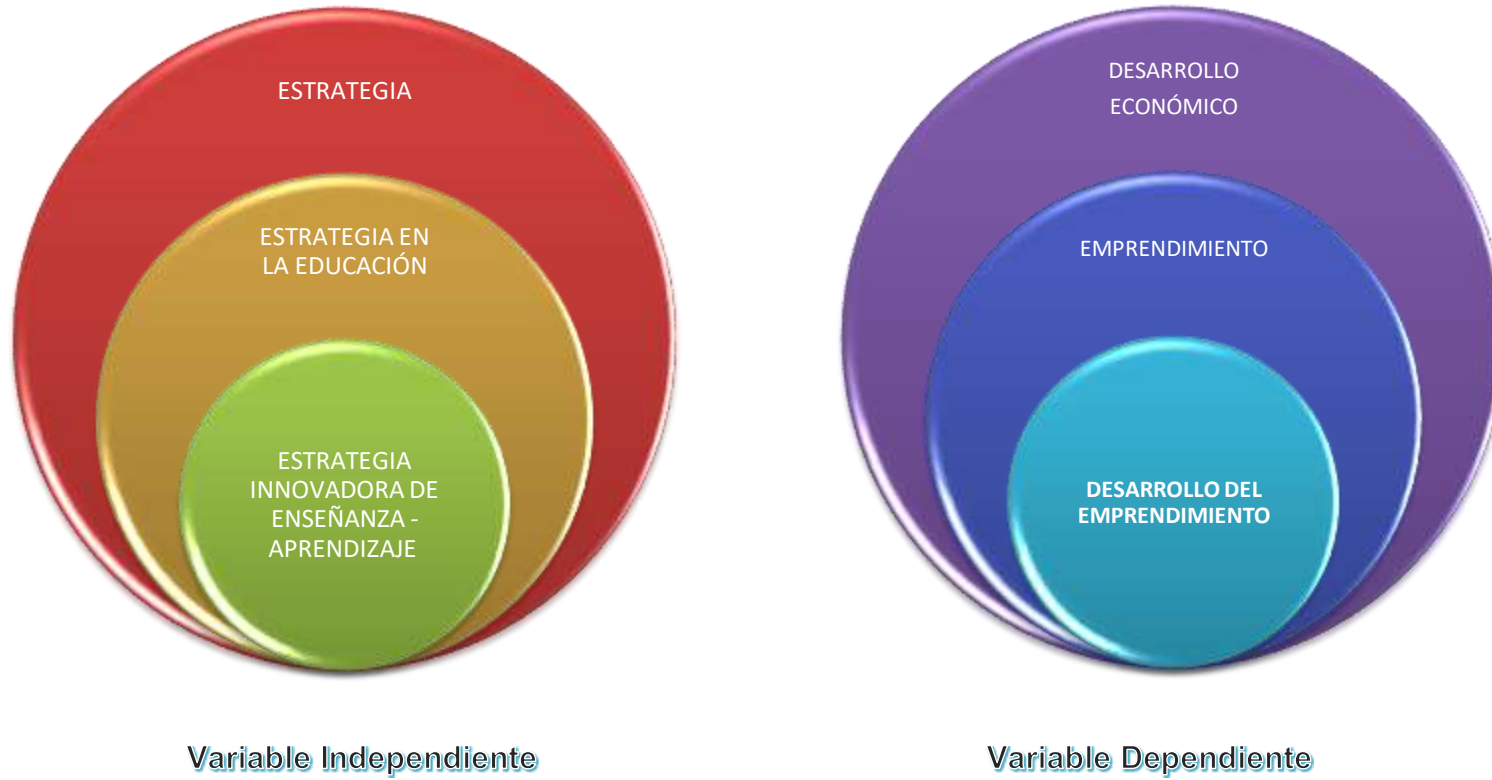 ESTRATEGIA
ESTRATEGIA EN
LA EDUCACIÓN
ESTRATEGIA
INNOVADORA DE
ENSEÑANZA -
APRENDIZAJE
Variable Independiente
DESARROLLO
ECONÓMICO
EMPRENDIMIENTO
DESARROLLO DEL
EMPRENDIMIENTO
Variable Dependiente